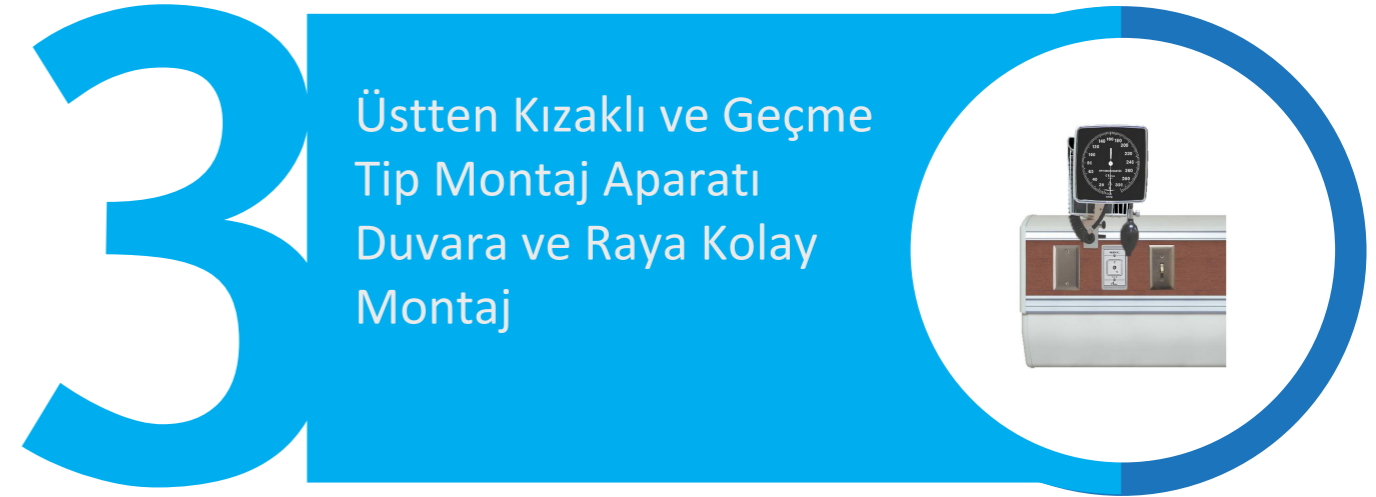 3
Üstten Kızaklı ve Geçme
Tip Montaj Aparatı
Duvara ve Raya Kolay
Montaj